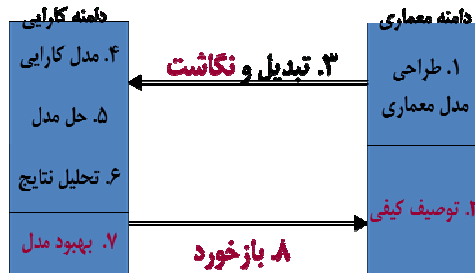 دامنه معماری
۱. طراحی
مدل معماری
۲. توصیف کیفی
۳. تبدیل و نگاشت
دامنه کارایی
۴. مدل کارایی
۵. حل مدل
۶. تحلیل نتایج
۷. بهبود مدل
۸. بازخورد